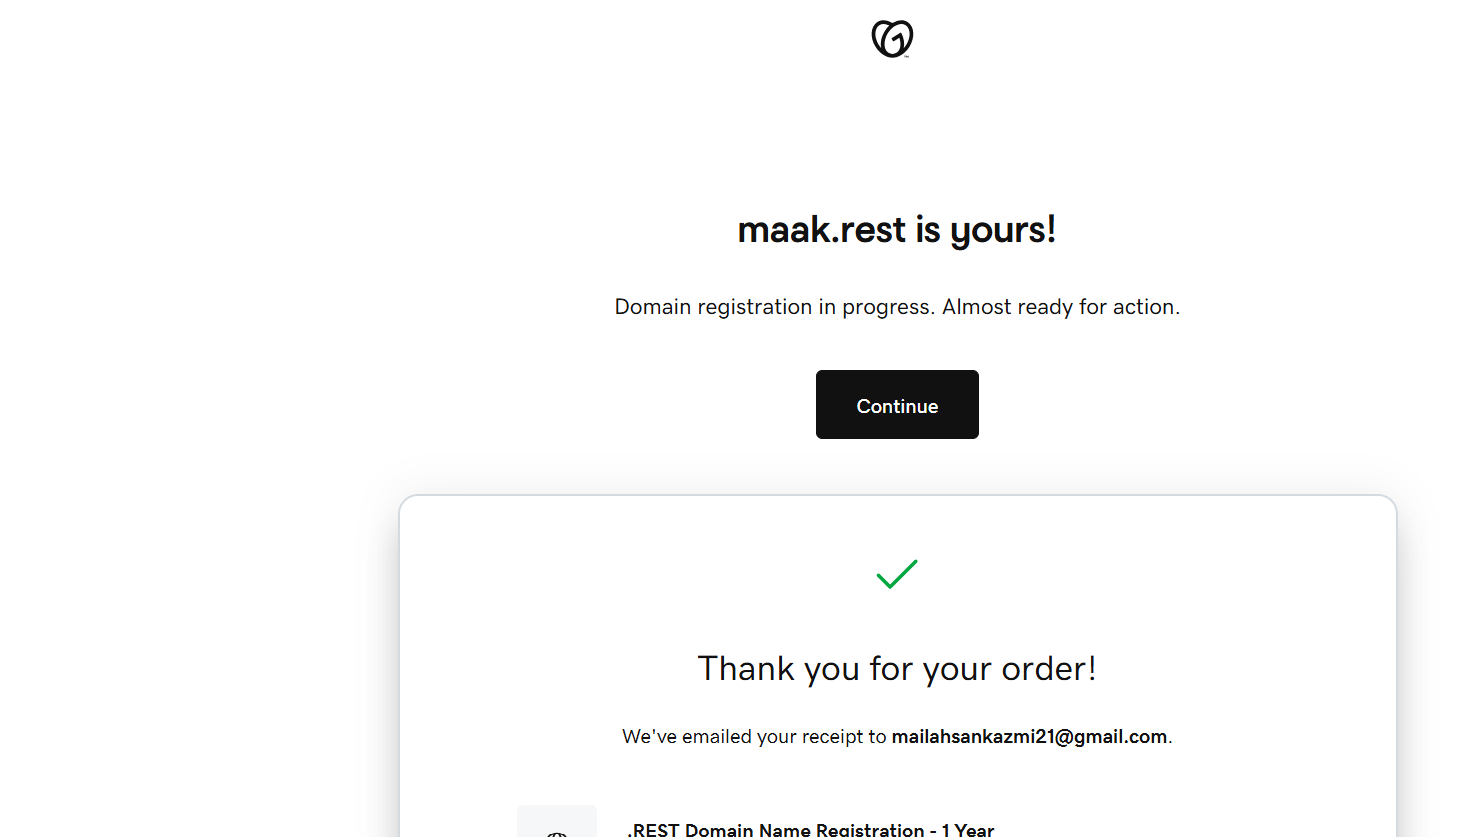 maak.rest is yours!
Domain registration in progress. Almost ready for action.
Continue
Thank you for your order!
We've emailed your receipt to mailahsankazmi21@gmail.com.
.REST Domain Name Registration - 1 Year